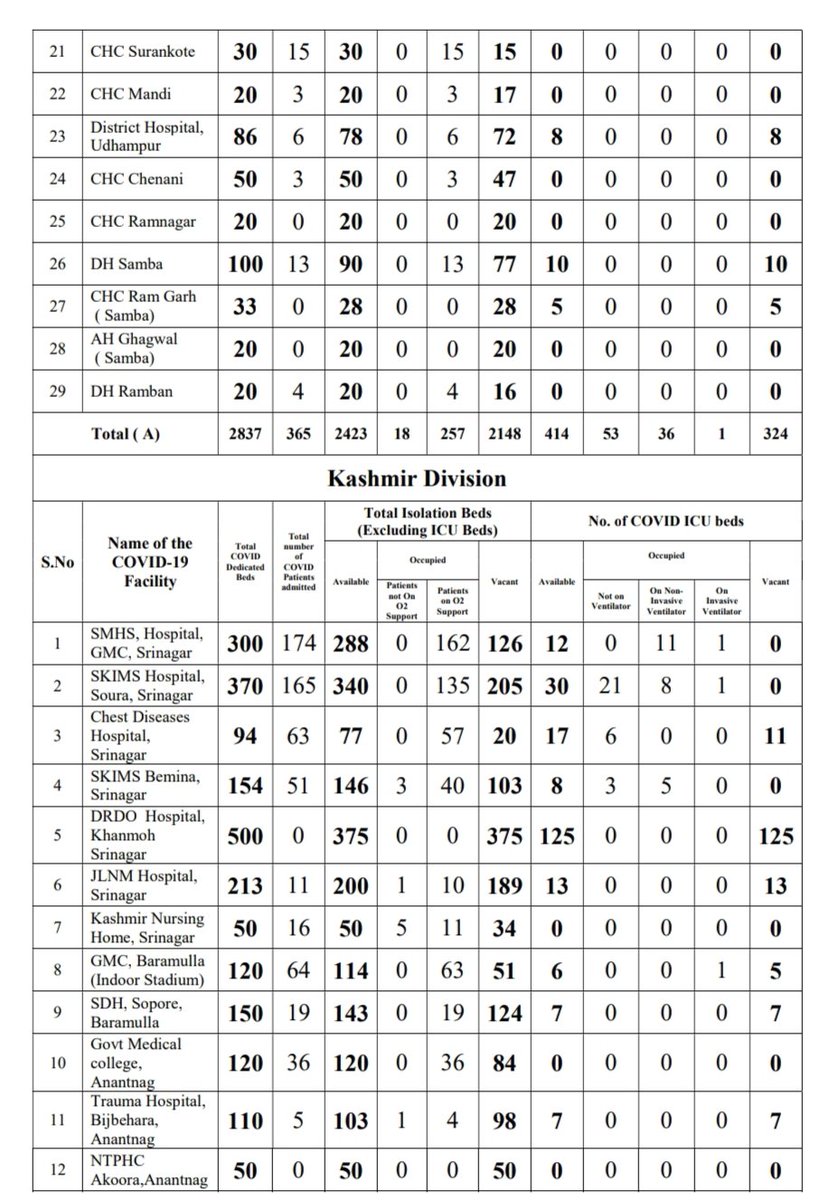 21 CHC Surankote 30 15 30 0 15 15 0 0 0 0 0
22 CHC Mandi 20 3 20 0 3 17 0 0 0 0 0
23 District Hospital, 86 6 78 0 6 72 8 0 0 0 8
Udhampur
24 CHC Chenani 50 3 50 0 3 47 0 0 0 0 0
25 CHC Ramnagar 20 0 20 0 0 20 0 0 0 0 0
26 DH Samba 100 13 90 0 13 77 10 0 0 0 10
27 CHC Ram Garh 33 0 28 0 0 28 5 0 0 0 5
( Samba)
28 AH Ghagwal 20 0 20 0 0 20 0 0 0 0 0
( Samba)
29 DH Ramban 20 4 20 0 4 16 0 0 0 0 0
Total ( A) 2837 365 2423 18 257 2148 414 53 36 1 324
Kashmir Division
S.No
Name of the
COVID-19
Facility
Total
COVID
Dedicated
Beds
Total
number
of
COVID
Patients
admitted
Total Isolation Beds
(Excluding ICU Beds)
Available
Occupied
Patients
not On
O2
Support
Patients
on O2
Support
Vacant
No. of COVID ICU beds
Available
Occupied
Not on
Ventilator
On Non-
Invasive
Ventilator
On
Invasive
Ventilator
Vacant
1 SMHS, Hospital, 300 174 288 0 162 126 12 0 11 1 0
GMC, Srinagar
2 SKIMS Hospital, 370 165 340 0 135 205 30 21 8 1 0
Soura, Srinagar
3 Chest Diseases 94 63 77 0 57 20 17 6 0 0 11
Hospital,
Srinagar
4 SKIMS Bemina, 154 51 146 3 40 103 8 3 5 0 0
Srinagar
5 DRDO Hospital, 500 0 375 0 0 375 125 0 0 0 125
Khanmoh
Srinagar
6 JLNM Hospital, 213 11 200 1 10 189 13 0 0 0 13
Srinagar
7 Kashmir Nursing 50 16 50 5 11 34 0 0 0 0 0
Home, Srinagar
8 GMC, Baramulla 120 64 114 0 63 51 6 0 0 1 5
(Indoor Stadium)
9 SDH, Sopore, 150 19 143 0 19 124 7 0 0 0 7
Baramulla
10 Govt Medical 120 36 120 0 36 84 0 0 0 0 0
college,
Anantnag
11 Trauma Hospital, 110 5 103 1 4 98 7 0 0 0 7
Bijbehara,
Anantnag
12 NTPHC 50 0 50 0 0 50 0 0 0 0 0
Akoora,Anantnag